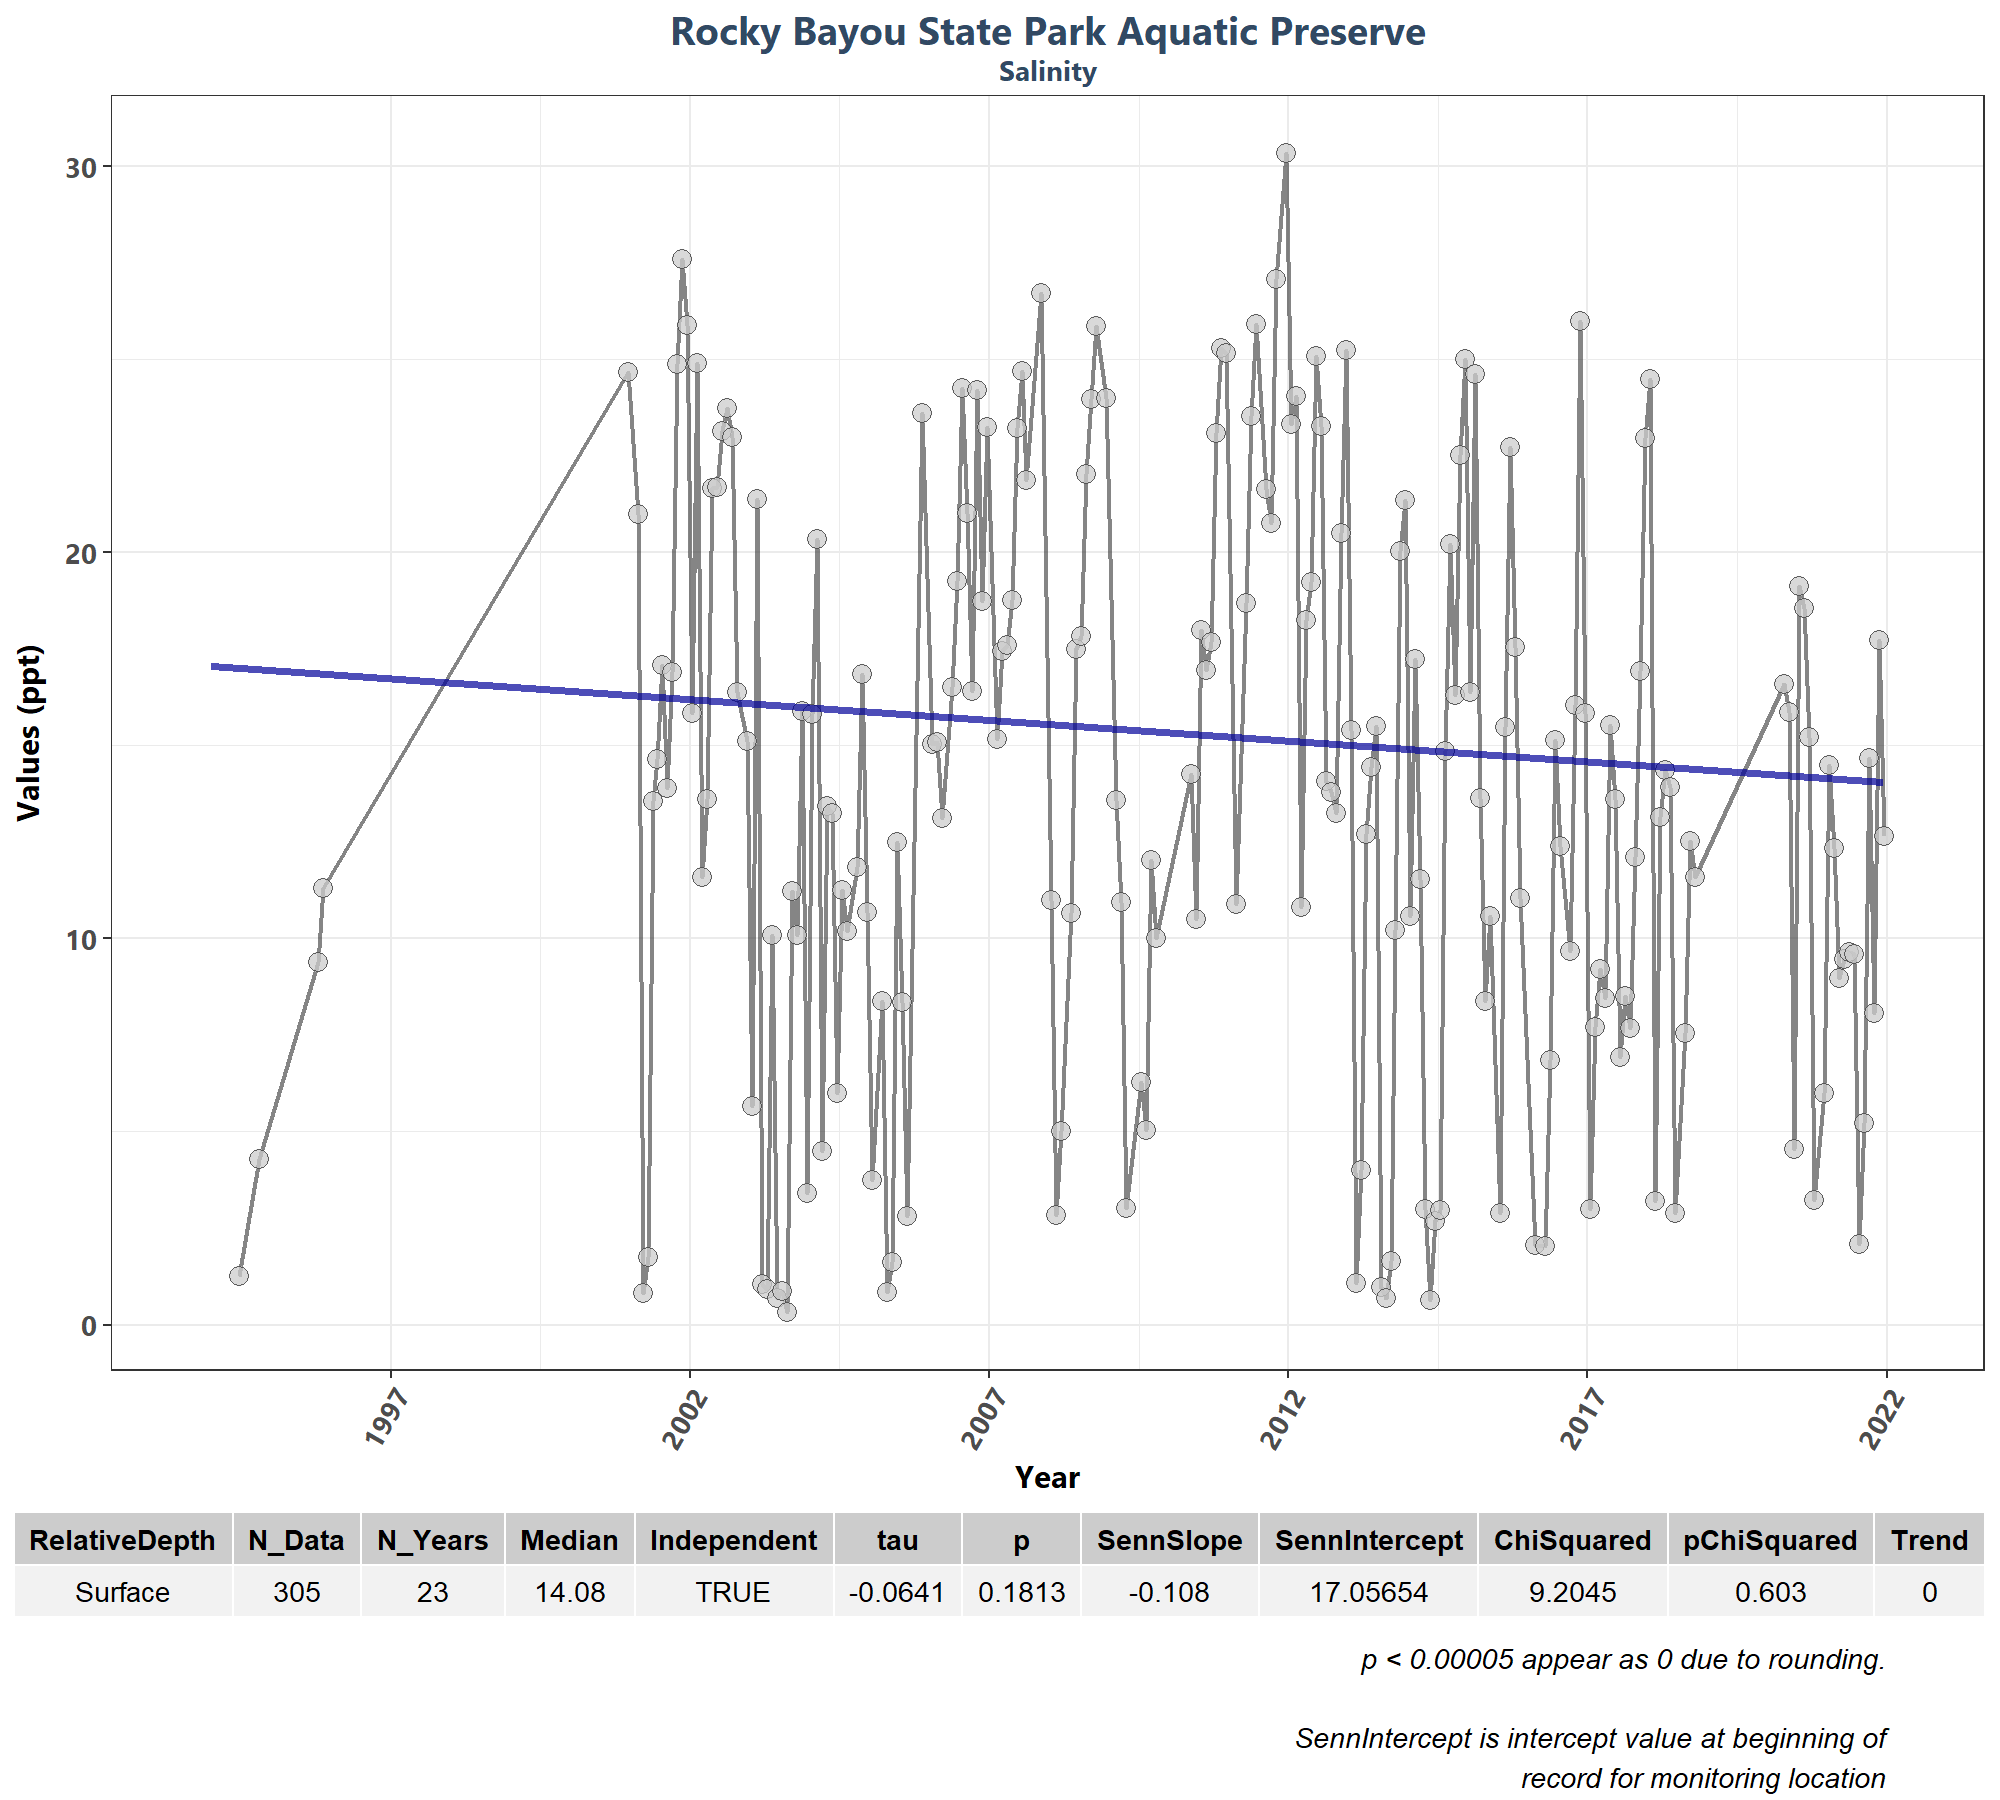 Rocky Bayou State Park Aquatic Preserve
Salinity
Values (ppt)
30
20
10
0
1997
2002
2007
2012
2017
2022
Year
RelativeDepth N_Data N_Years Median Independent tau p SennSlope SennIntercept ChiSquared pChiSquared Trend
Surface 305 23 14.08 TRUE -0.0641 0.1813 -0.108 17.05654 9.2045 0.603 0
p < 0.00005 appear as 0 due to rounding.
SennIntercept is intercept value at beginning of
record for monitoring location